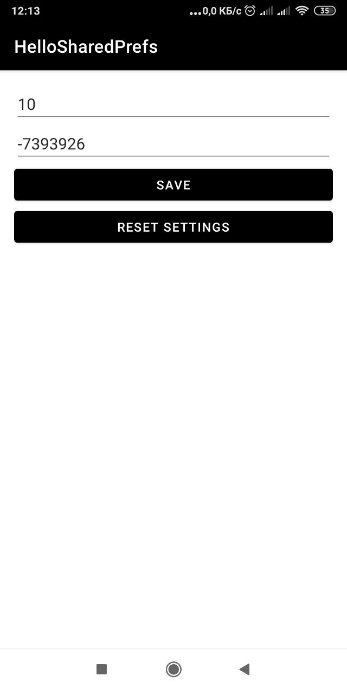 12:13 ...0,0 КБ/с 35
HelloSharedPrefs
10
-7393926
SAVE
RESET SETTINGS